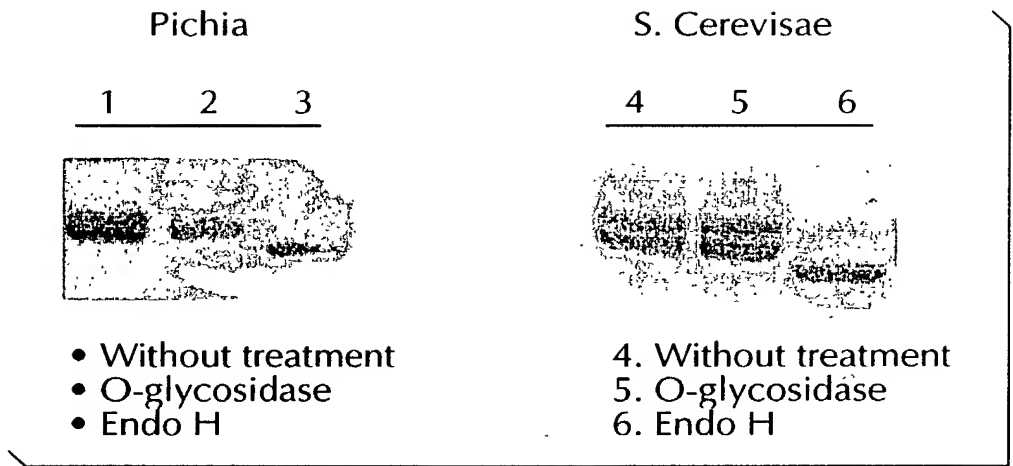 Pichia
1 2 3
• Without treatment
• O-glycosidase
• Endo H
S. Cerevisae
4 5 6
4. Without treatment
5. O-glycosidase
6. Endo H